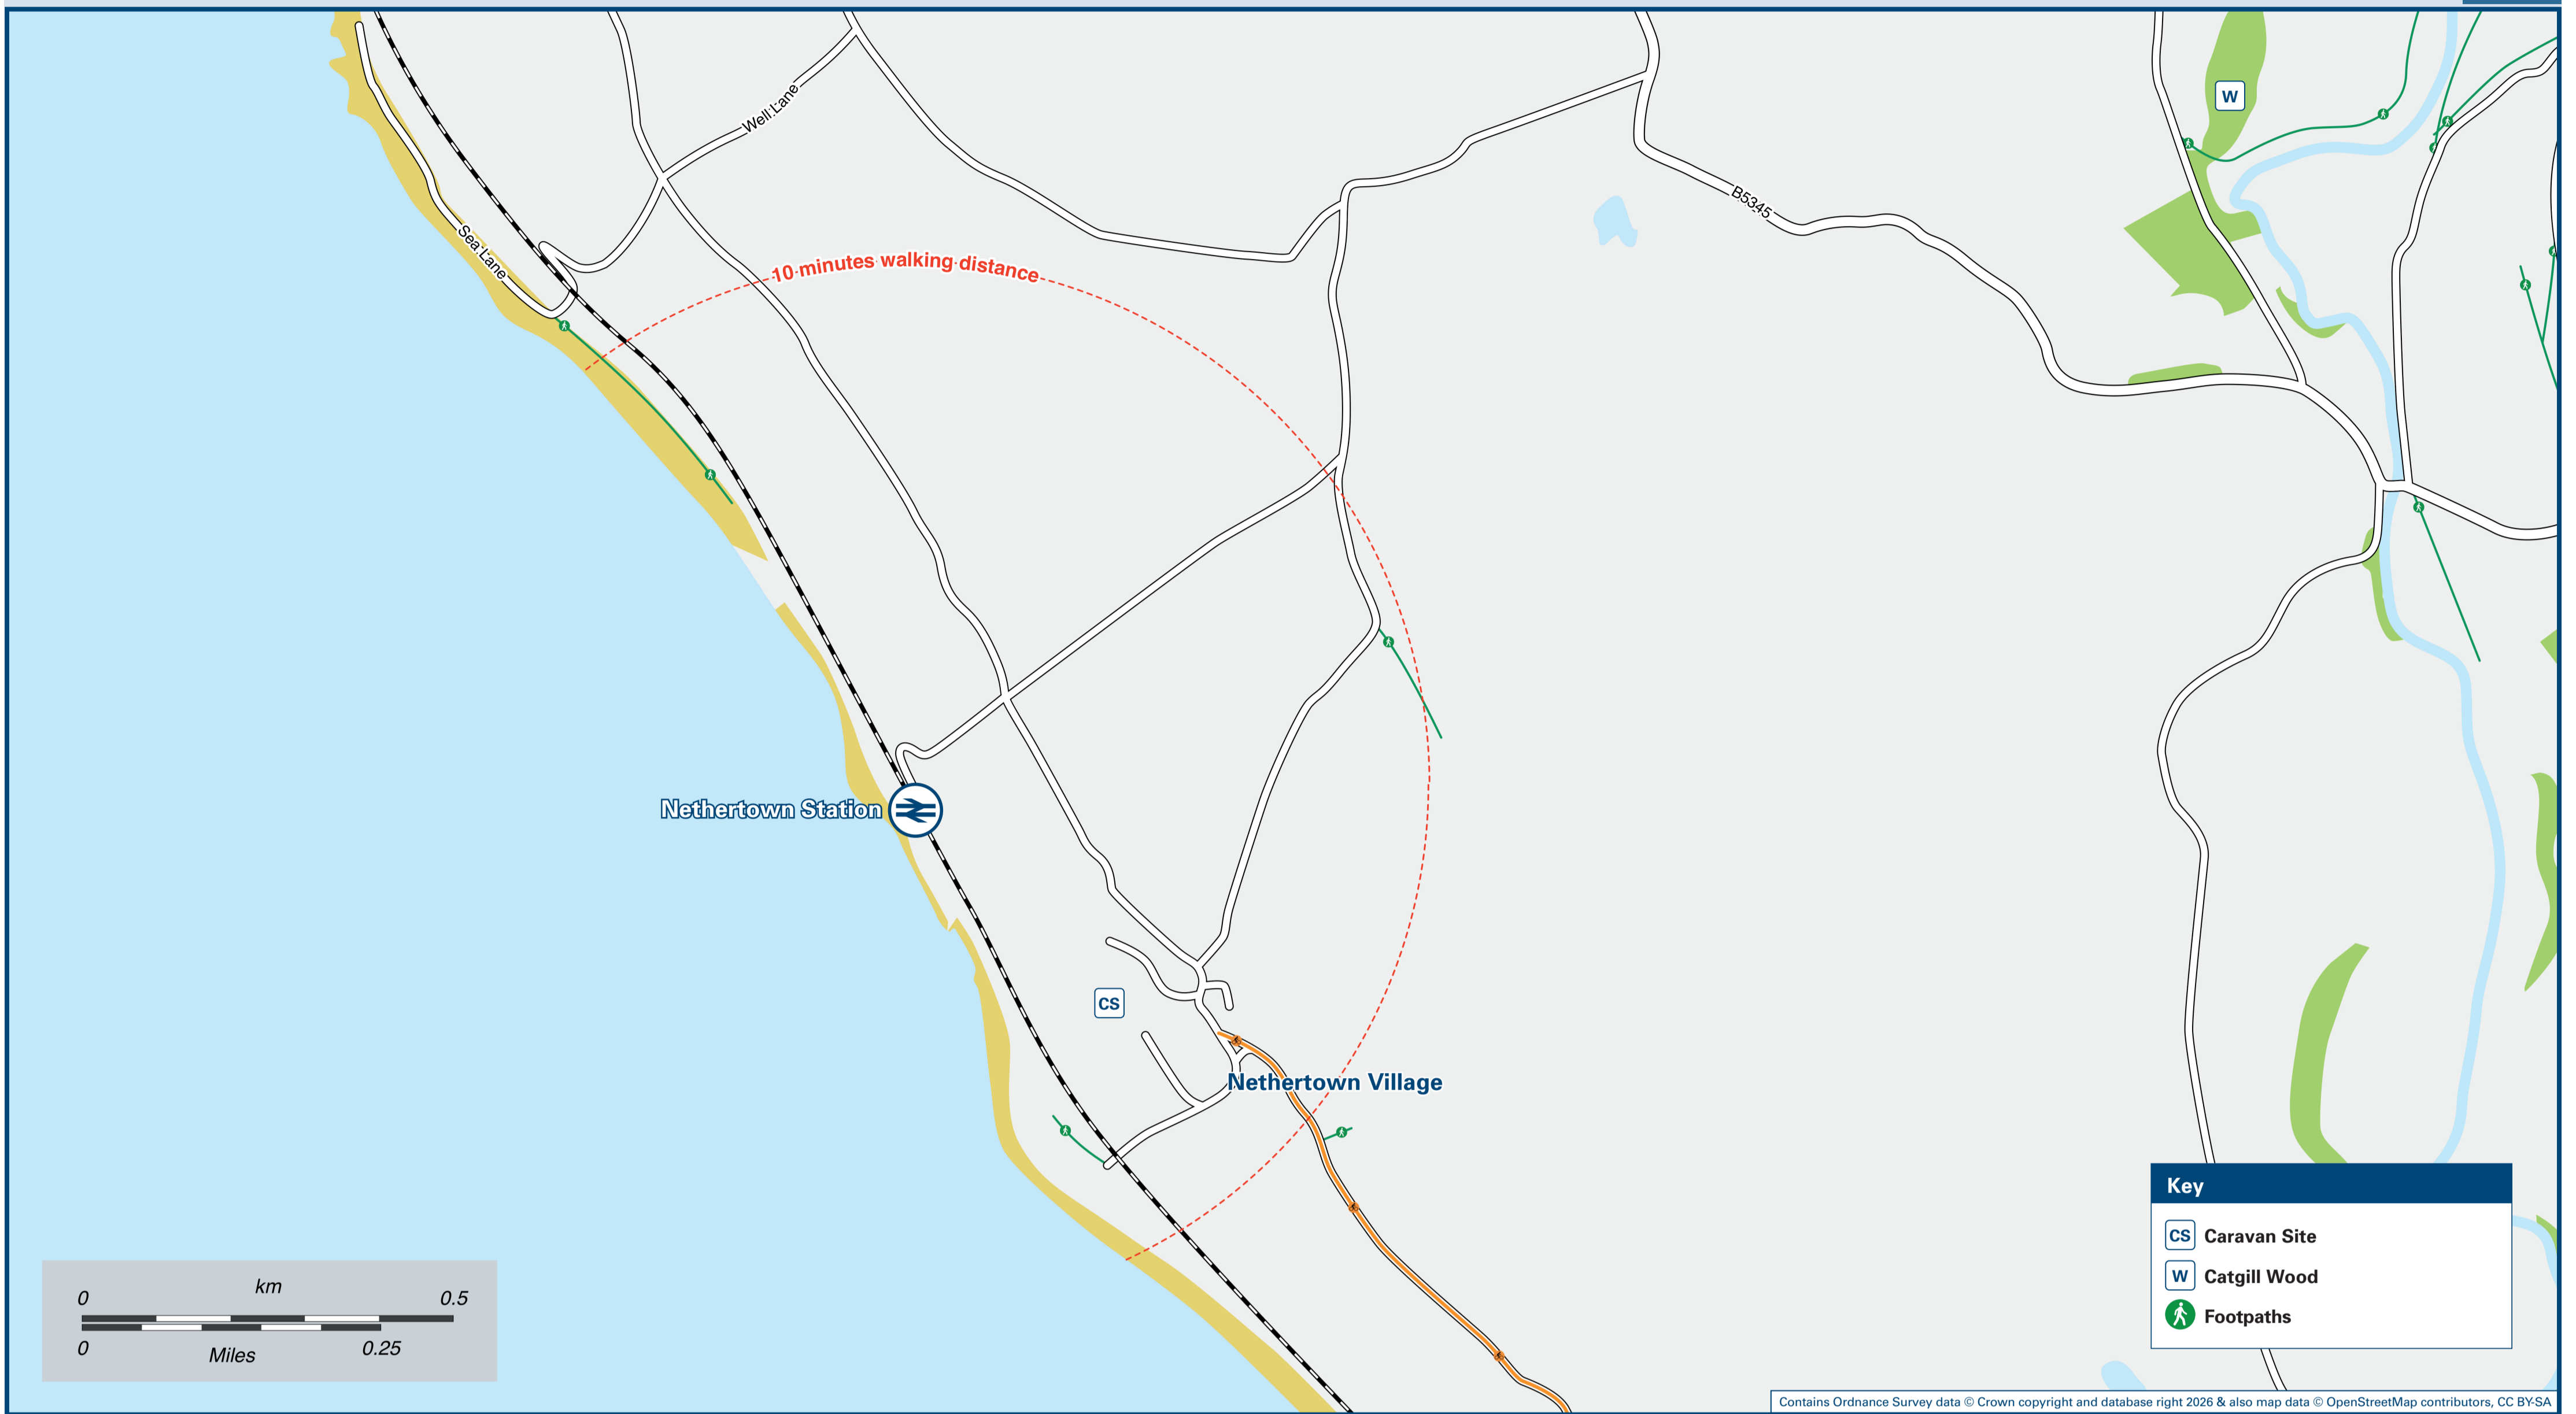 W
Well Lane
B5345
Sea Lane
10 minutes walking distance
Nethertown Station
CS
Nethertown Village
Key
CS Caravan Site
W Catgill Wood
Footpaths
km
0 0.5
0 0.25
Miles
Contains Ordnance Survey data © Crown copyright and database right 2026 & also map data © OpenStreetMap contributors, CC BY-SA